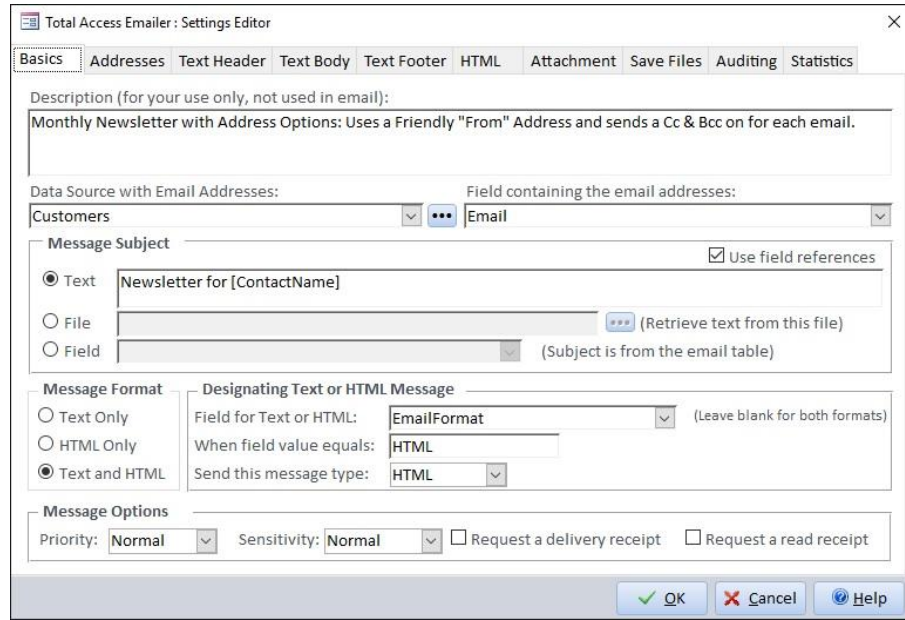 Total Access Emailer : Settings Editor
Basics Addresses Text Header Text Body Text Footer HTML Attachment Save Files Auditing Statistics
Description (for your use only, not used in email):
Monthly Newsletter with Address Options: Uses a Friendly "From" Address and sends a Cc & Bcc on for each email.
Data Source with Email Addresses: Field containing the email addresses:
Customers Email
Message Subject
Use field references
Text Newsletter for [ContactName]
File (Retrieve text from this file)
Field (Subject is from the email table)
Message Format Designating Text or HTML Message
Text Only Field for Text or HTML: EmailFormat (Leave blank for both formats)
HTML Only When field value equals: HTML
Text and HTML Send this message type: HTML
Message Options
Priority: Normal Sensitivity: Normal Request a delivery receipt Request a read receipt
OK Cancel Help